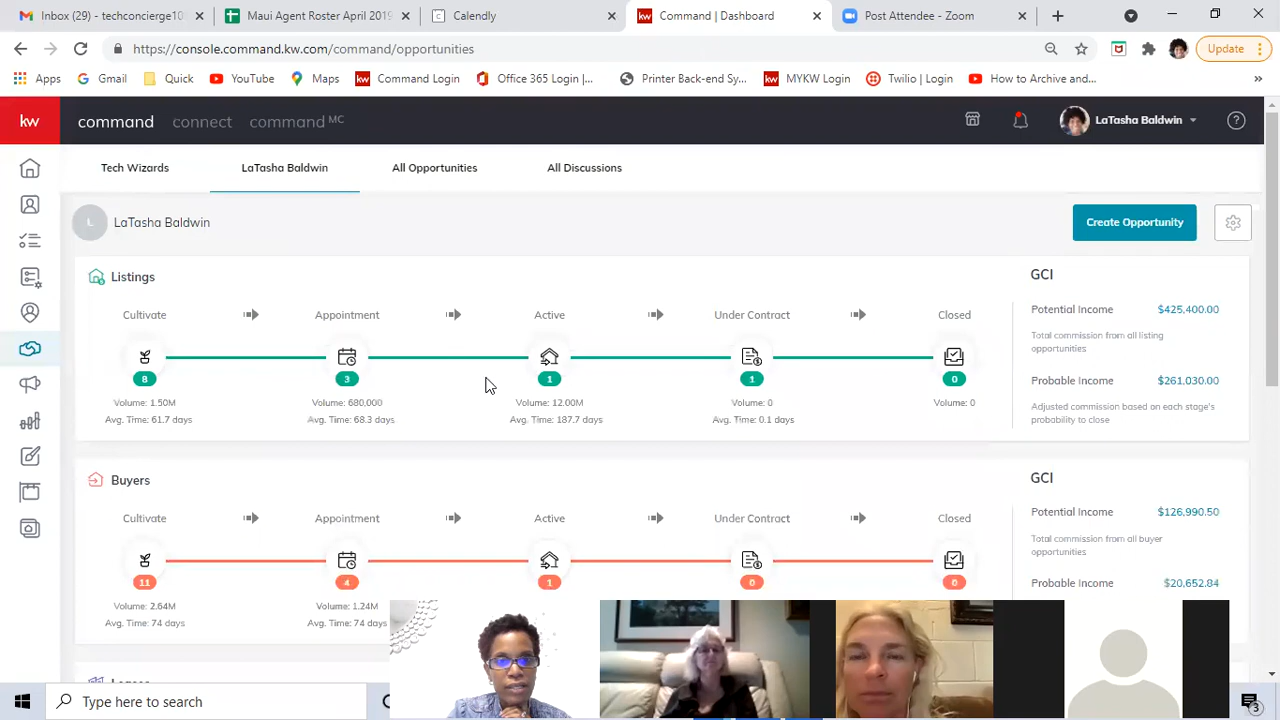 Inbox (29) - techconcierge10
Maui Agent Roster April 2019
Calendly
Command | Dashboard
Post Attendee - Zoom
https://console.command.kw.com/command/opportunities
Update
Apps
Gmail
Quick
YouTube
Maps
Command Login
Office 365 Login |...
Printer Back-end Sy...
MYKW Login
Twilio | Login
How to Archive and...
»
kw
command
connect
command MC
LaTasha Baldwin
Tech Wizards
LaTasha Baldwin
All Opportunities
All Discussions
L
LaTasha Baldwin
Create Opportunity
Listings
GCI
Cultivate
Appointment
Active
Under Contract
Closed
Potential Income
$425,400.00
Total commission from all listing
opportunities
8
3
1
1
0
Probable Income
$261,030.00
Volume: 1.50M
Volume: 680,000
Volume: 12.00M
Volume: 0
Volume: 0
Adjusted commission based on each stage's
probability to close
Avg. Time: 61.7 days
Avg. Time: 68.3 days
Avg. Time: 187.7 days
Avg. Time: 0.1 days
Buyers
GCI
Cultivate
Appointment
Active
Under Contract
Closed
Potential Income
$126,990.50
Total commission from all buyer
opportunities
11
4
1
0
0
Probable Income
$20,652.84
Volume: 2.64M
Volume: 1.24M
Avg. Time: 74 days
Avg. Time: 74 days
Type here to search
3